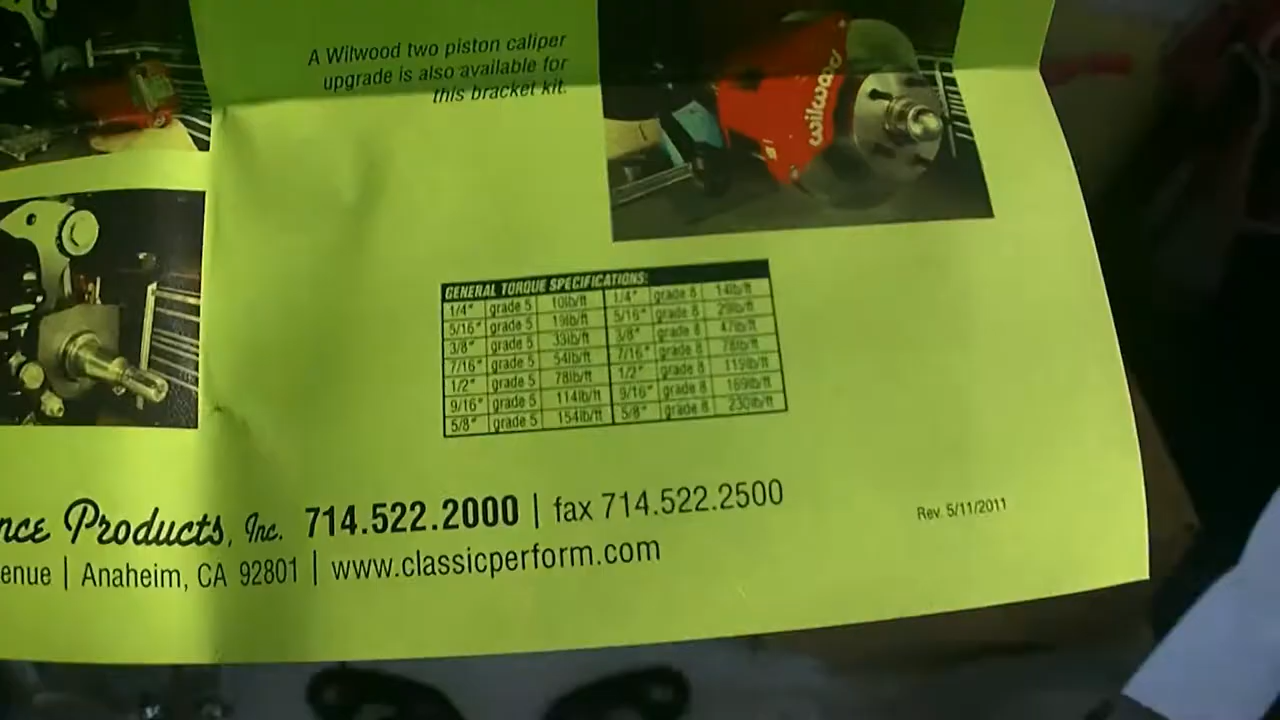 A Wilwood two piston caliper
upgrade is also available for
this bracket kit.
wilwood
GENERAL TORQUE SPECIFICATIONS:
1/4" grade 5 10lb/ft 1/4" grade 8 14lb/ft
5/16" grade 5 19lb/ft 5/16" grade 8 29lb/ft
3/8" grade 5 33lb/ft 3/8" grade 8 47lb/ft
7/16" grade 5 54lb/ft 7/16" grade 8 78lb/ft
1/2" grade 5 78lb/ft 1/2" grade 8 119lb/ft
9/16" grade 5 114lb/ft 9/16" grade 8 169lb/ft
5/8" grade 5 154lb/ft 5/8" grade 8 230lb/ft
nce Products, Inc. 714.522.2000 | fax 714.522.2500
enue | Anaheim, CA 92801 | www.classicperform.com
Rev. 5/11/2011